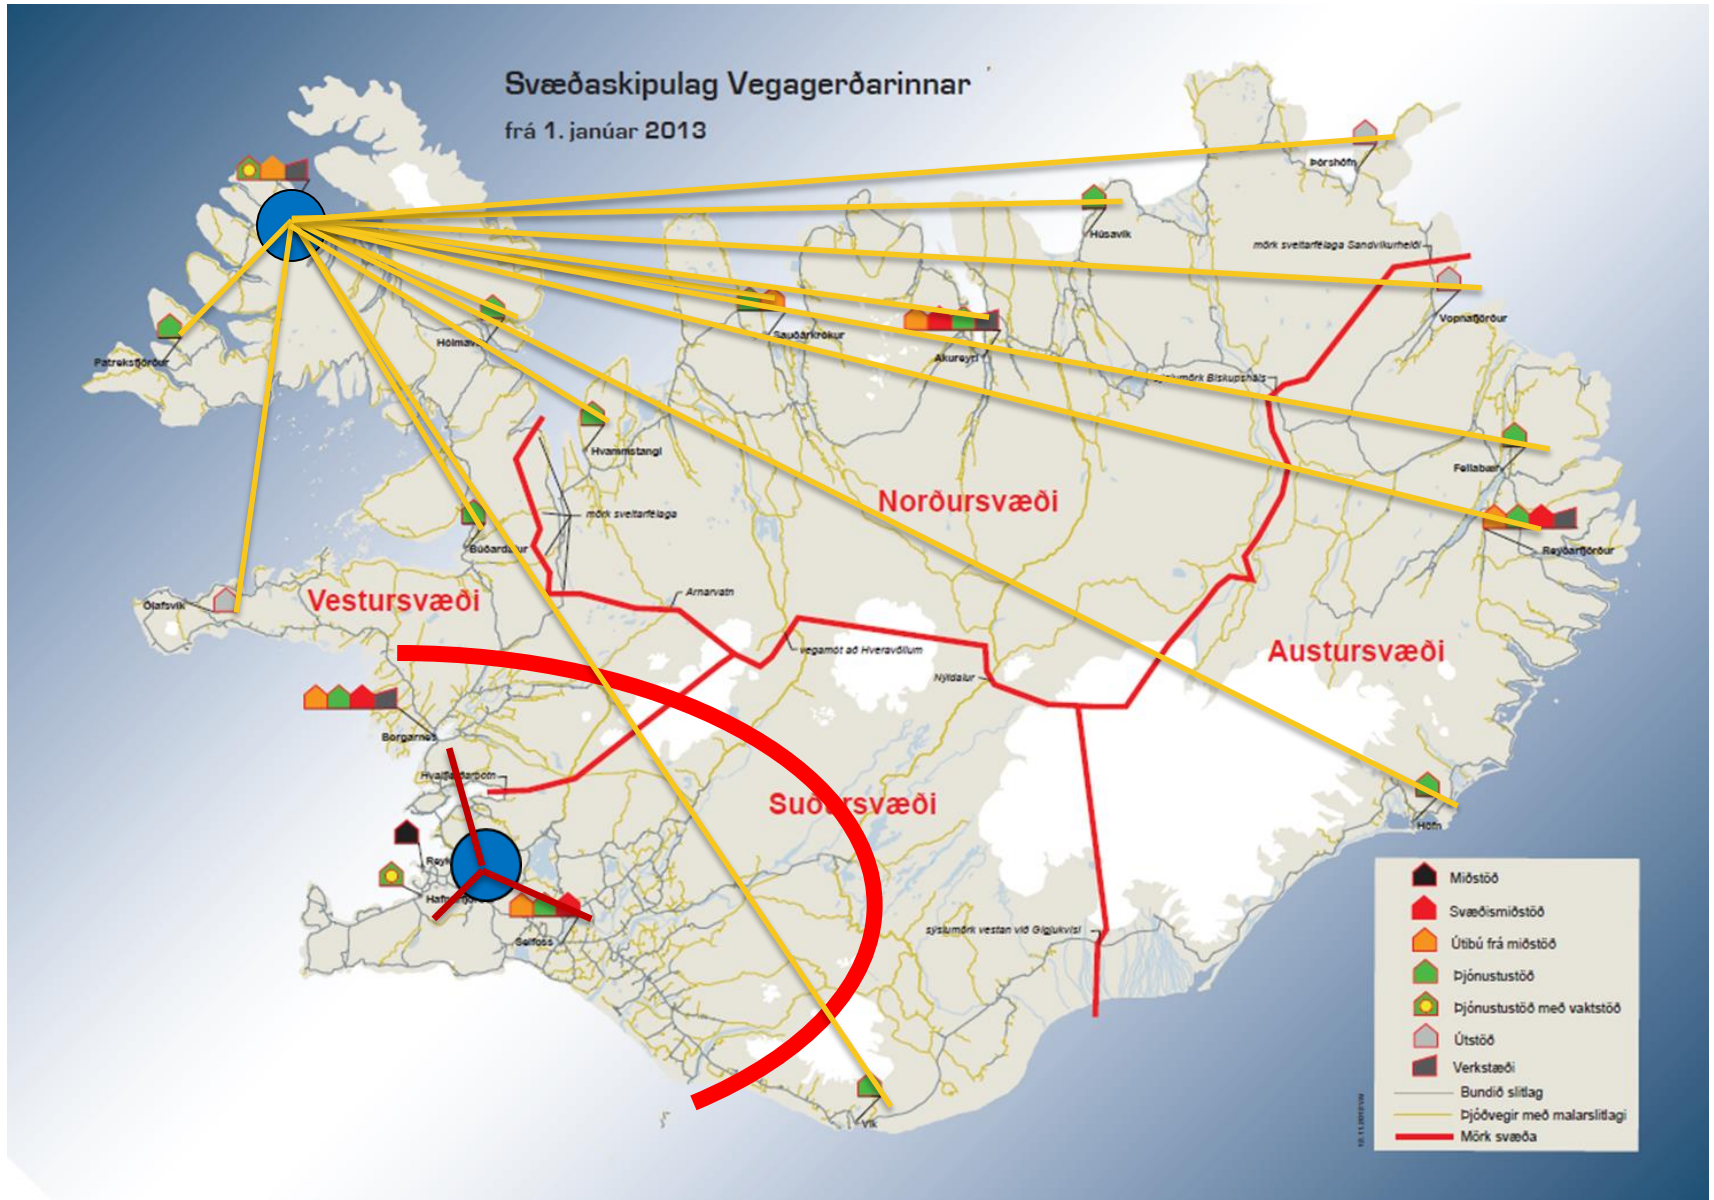 Svæðaskipulag Vegagerðarinnar
frá 1. janúar 2013
Þórshöfn
Húsavík
mörk sveitarfélaga Sandvíkurheiði
Vopnafjörður
Patreksfjörður
Sauðárkrókur
Akureyri
Biskupsháls
Hvammstangi
Norðursvæði
Fellabær
mörk sveitarfélaga
Reyðarfjörður
Búðardalur
Arnarvatn
Ólafsvík
Vestursvæði
vegamót að Hveravöllum
Austursvæði
Nýidalur
Borgarnes
Suðursvæði
Höfn
Selfoss
sýslumörk vestan við Gígjukvísl
Vík
Miðstöð
Svæðismiðstöð
Útibú frá miðstöð
Þjónustustöð
Þjónustustöð með vaktstöð
Útstöð
Verkstæði
Bundið slitlag
Þjóðvegir með malarslitlagi
Mörk svæða